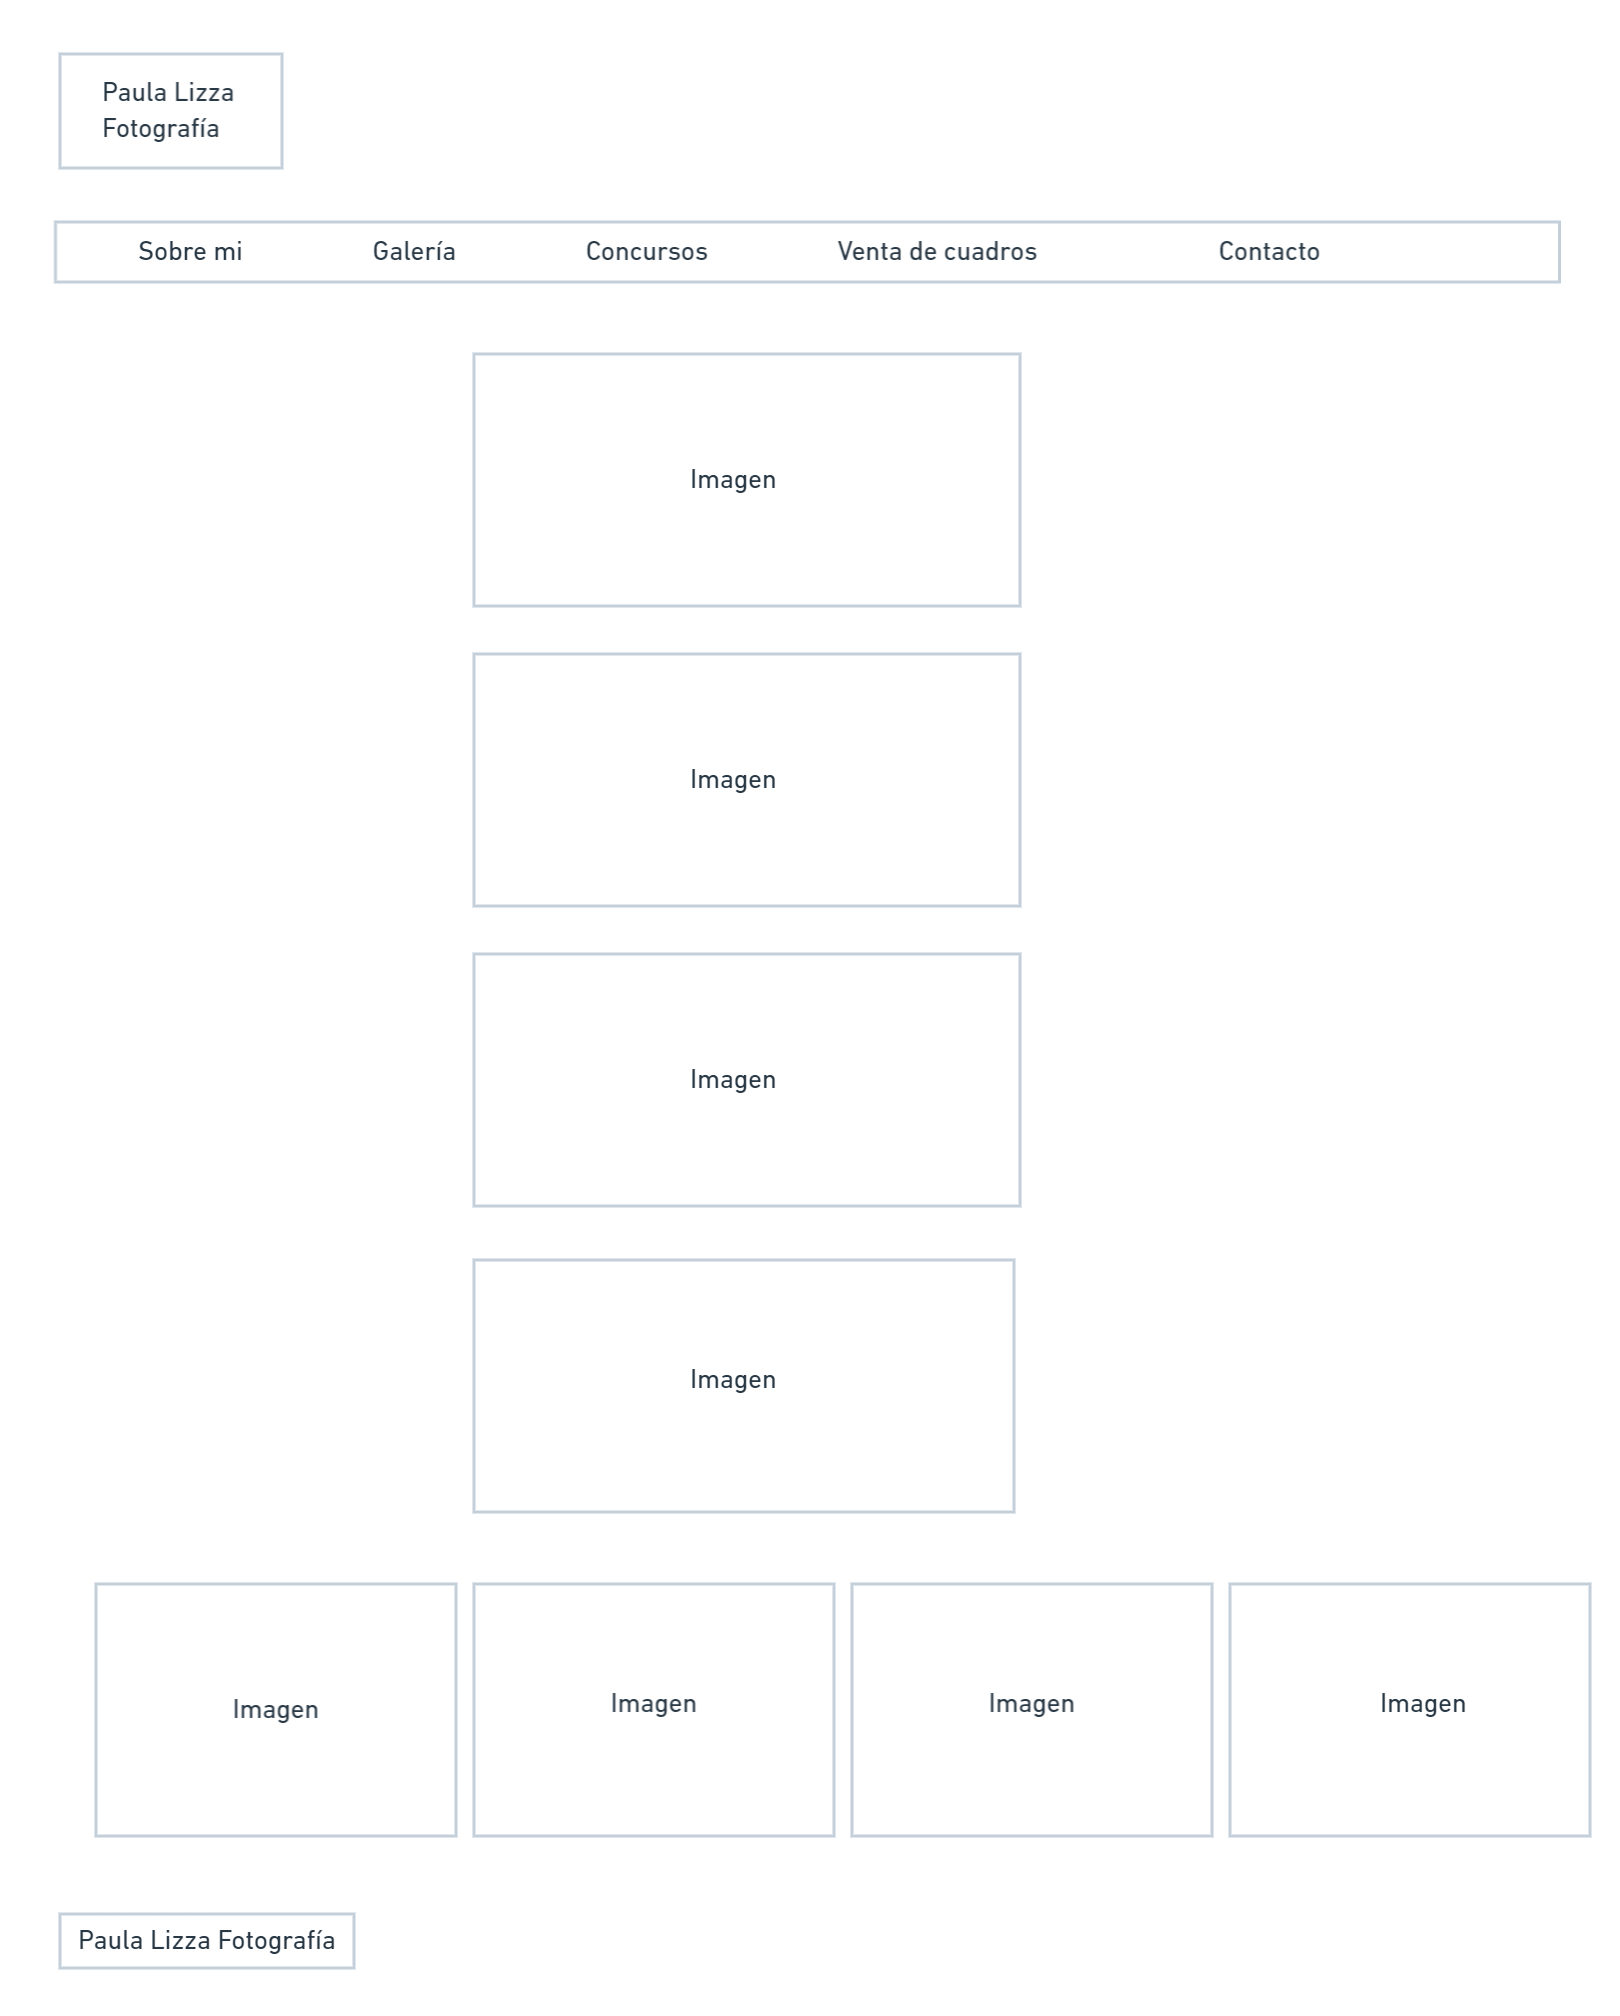 Paula Lizza
Fotografía
Sobre mi
Galería
Concursos
Venta de cuadros
Contacto
Imagen
Imagen
Imagen
Imagen
Imagen
Imagen
Imagen
Imagen
Paula Lizza Fotografía